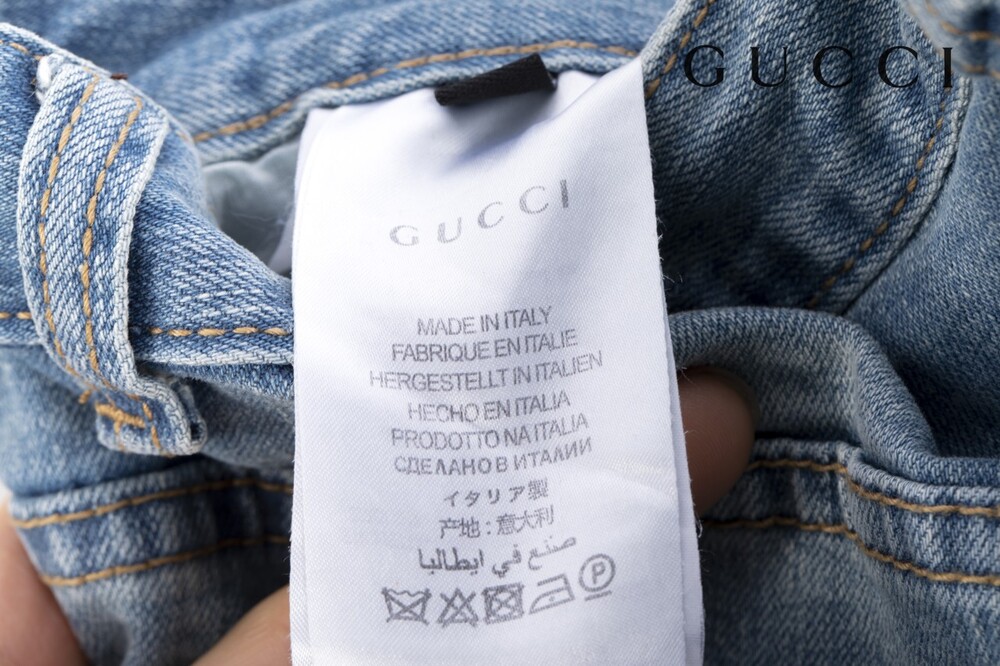 GUCCI
GUCCI
MADE IN ITALY
FABRIQUE EN ITALIE
HERGESTELLT IN ITALIEN
HECHO EN ITALIA
PRODOTTO NA ITALIA
СДЕЛАНО В ИТАЛИИ
イタリア製
产地:意大利
صنع في ايطاليا
P